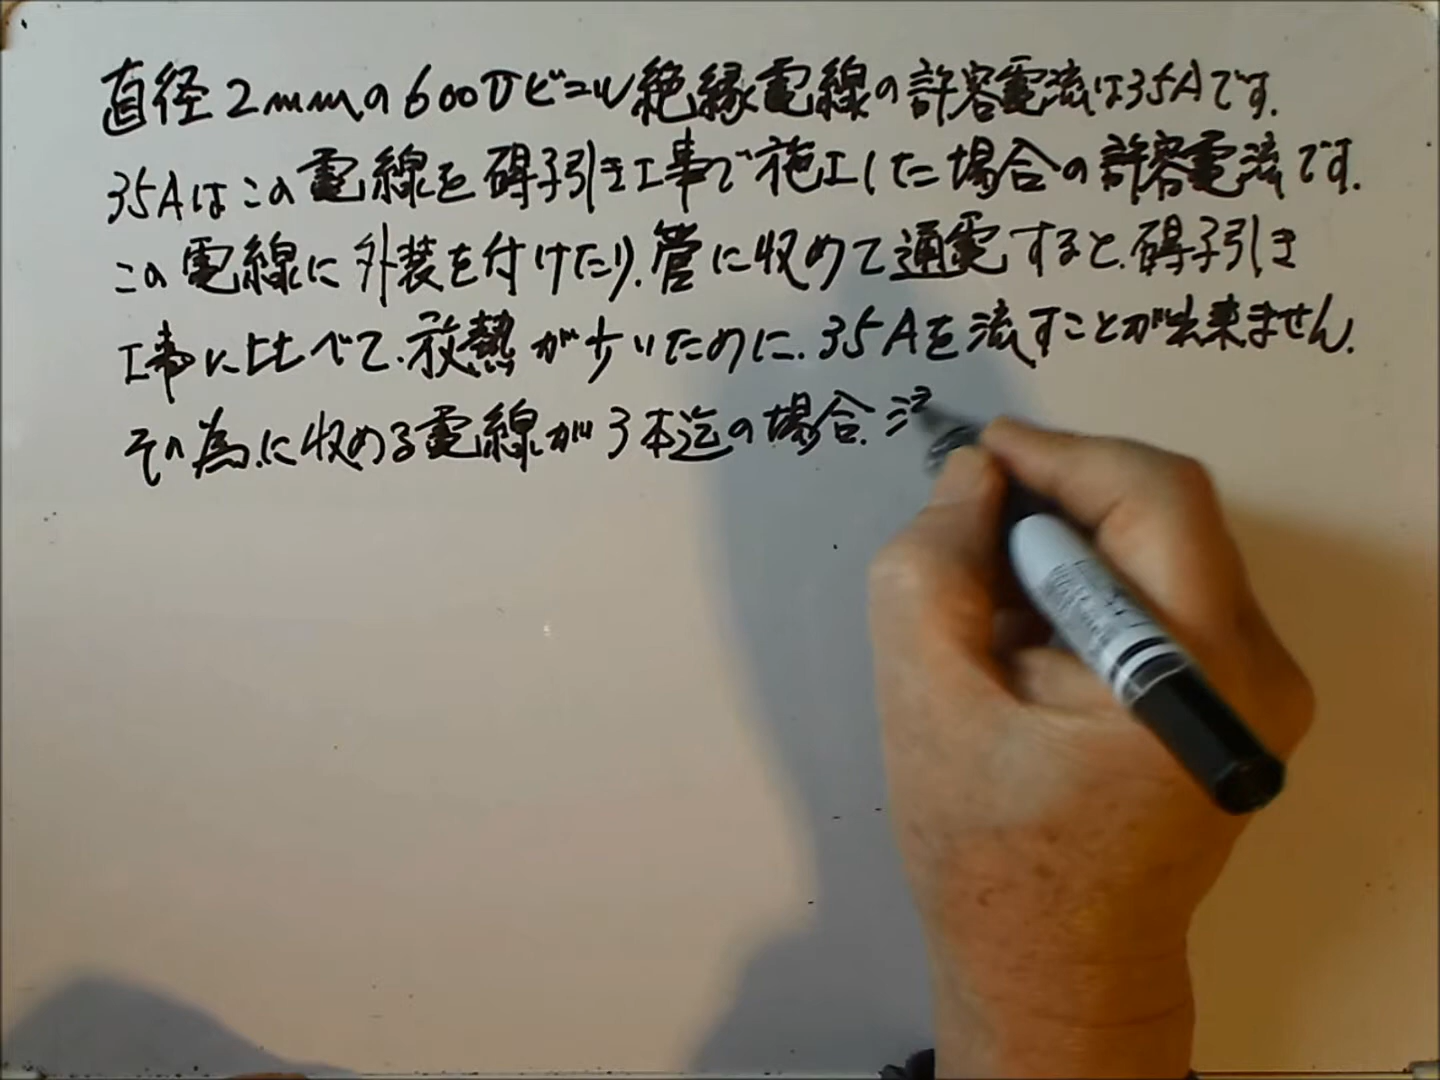 直径2mmの600Vビニル絶縁電線の許容電流は35Aです.
35Aはこの電線を碍子引き工事で施工した場合の許容電流です.
この電線に外装を付けたり.管に収めて通電すると.碍子引き
工事に比べて.放熱が少いために.35Aを流すことが出来ません.
その為.に収める電線が3本迄の場合.